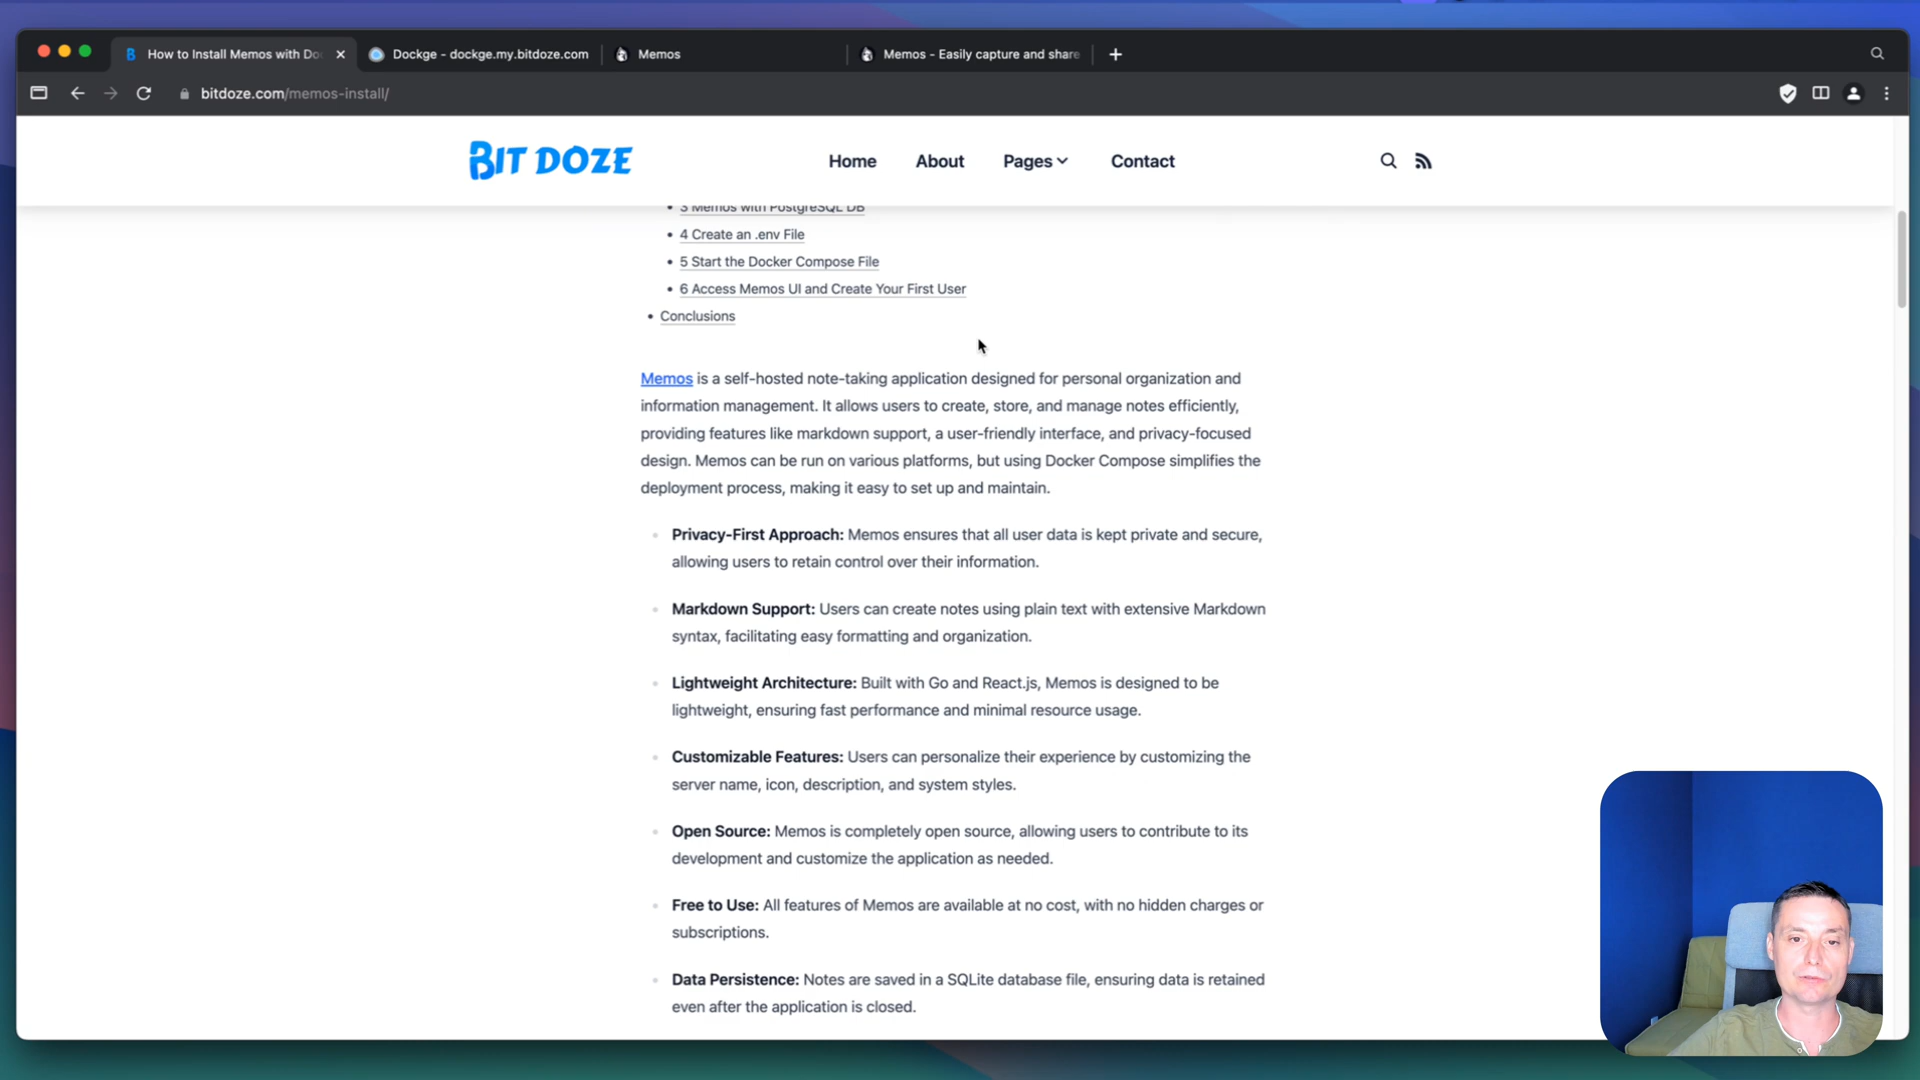 How to Install Memos with Do
Dockge - dockge.my.bitdoze.com
Memos
Memos - Easily capture and share
bitdoze.com/memos-install/
BIT DOZE
Home
About
Pages
Contact
3 Memos with PostgreSQL DB
4 Create an .env File
5 Start the Docker Compose File
6 Access Memos UI and Create Your First User
Conclusions
Memos is a self-hosted note-taking application designed for personal organization and
information management. It allows users to create, store, and manage notes efficiently,
providing features like markdown support, a user-friendly interface, and privacy-focused
design. Memos can be run on various platforms, but using Docker Compose simplifies the
deployment process, making it easy to set up and maintain.
Privacy-First Approach: Memos ensures that all user data is kept private and secure,
allowing users to retain control over their information.
Markdown Support: Users can create notes using plain text with extensive Markdown
syntax, facilitating easy formatting and organization.
Lightweight Architecture: Built with Go and React.js, Memos is designed to be
lightweight, ensuring fast performance and minimal resource usage.
Customizable Features: Users can personalize their experience by customizing the
server name, icon, description, and system styles.
Open Source: Memos is completely open source, allowing users to contribute to its
development and customize the application as needed.
Free to Use: All features of Memos are available at no cost, with no hidden charges or
subscriptions.
Data Persistence: Notes are saved in a SQLite database file, ensuring data is retained
even after the application is closed.